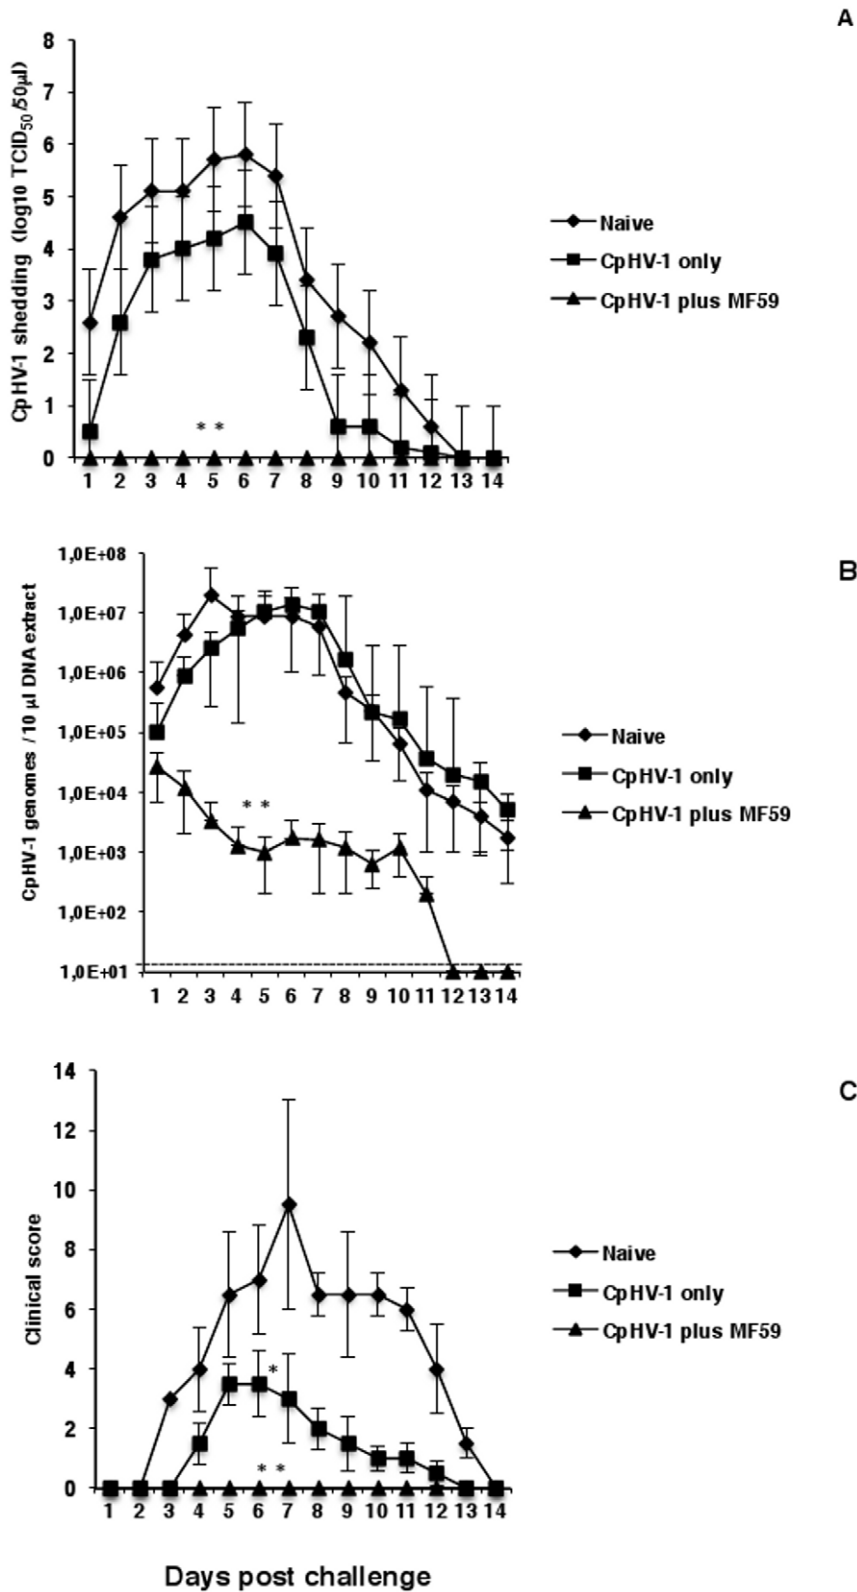 A
CpHV-1 shedding (log10 TCID50/50µl)
8
7
6
5
4
3
2
1
0
* *
1 2 3 4 5 6 7 8 9 10 11 12 13 14
Naive
CpHV-1 only
CpHV-1 plus MF59
B
CpHV-1 genomes / 10 µl DNA extract
1,0E+08
1,0E+07
1,0E+06
1,0E+05
1,0E+04
1,0E+03
1,0E+02
1,0E+01
* *
1 2 3 4 5 6 7 8 9 10 11 12 13 14
Naive
CpHV-1 only
CpHV-1 plus MF59
C
Clinical score
14
12
10
8
6
4
2
0
*
* *
1 2 3 4 5 6 7 8 9 10 11 12 13 14
Naive
CpHV-1 only
CpHV-1 plus MF59
Days post challenge